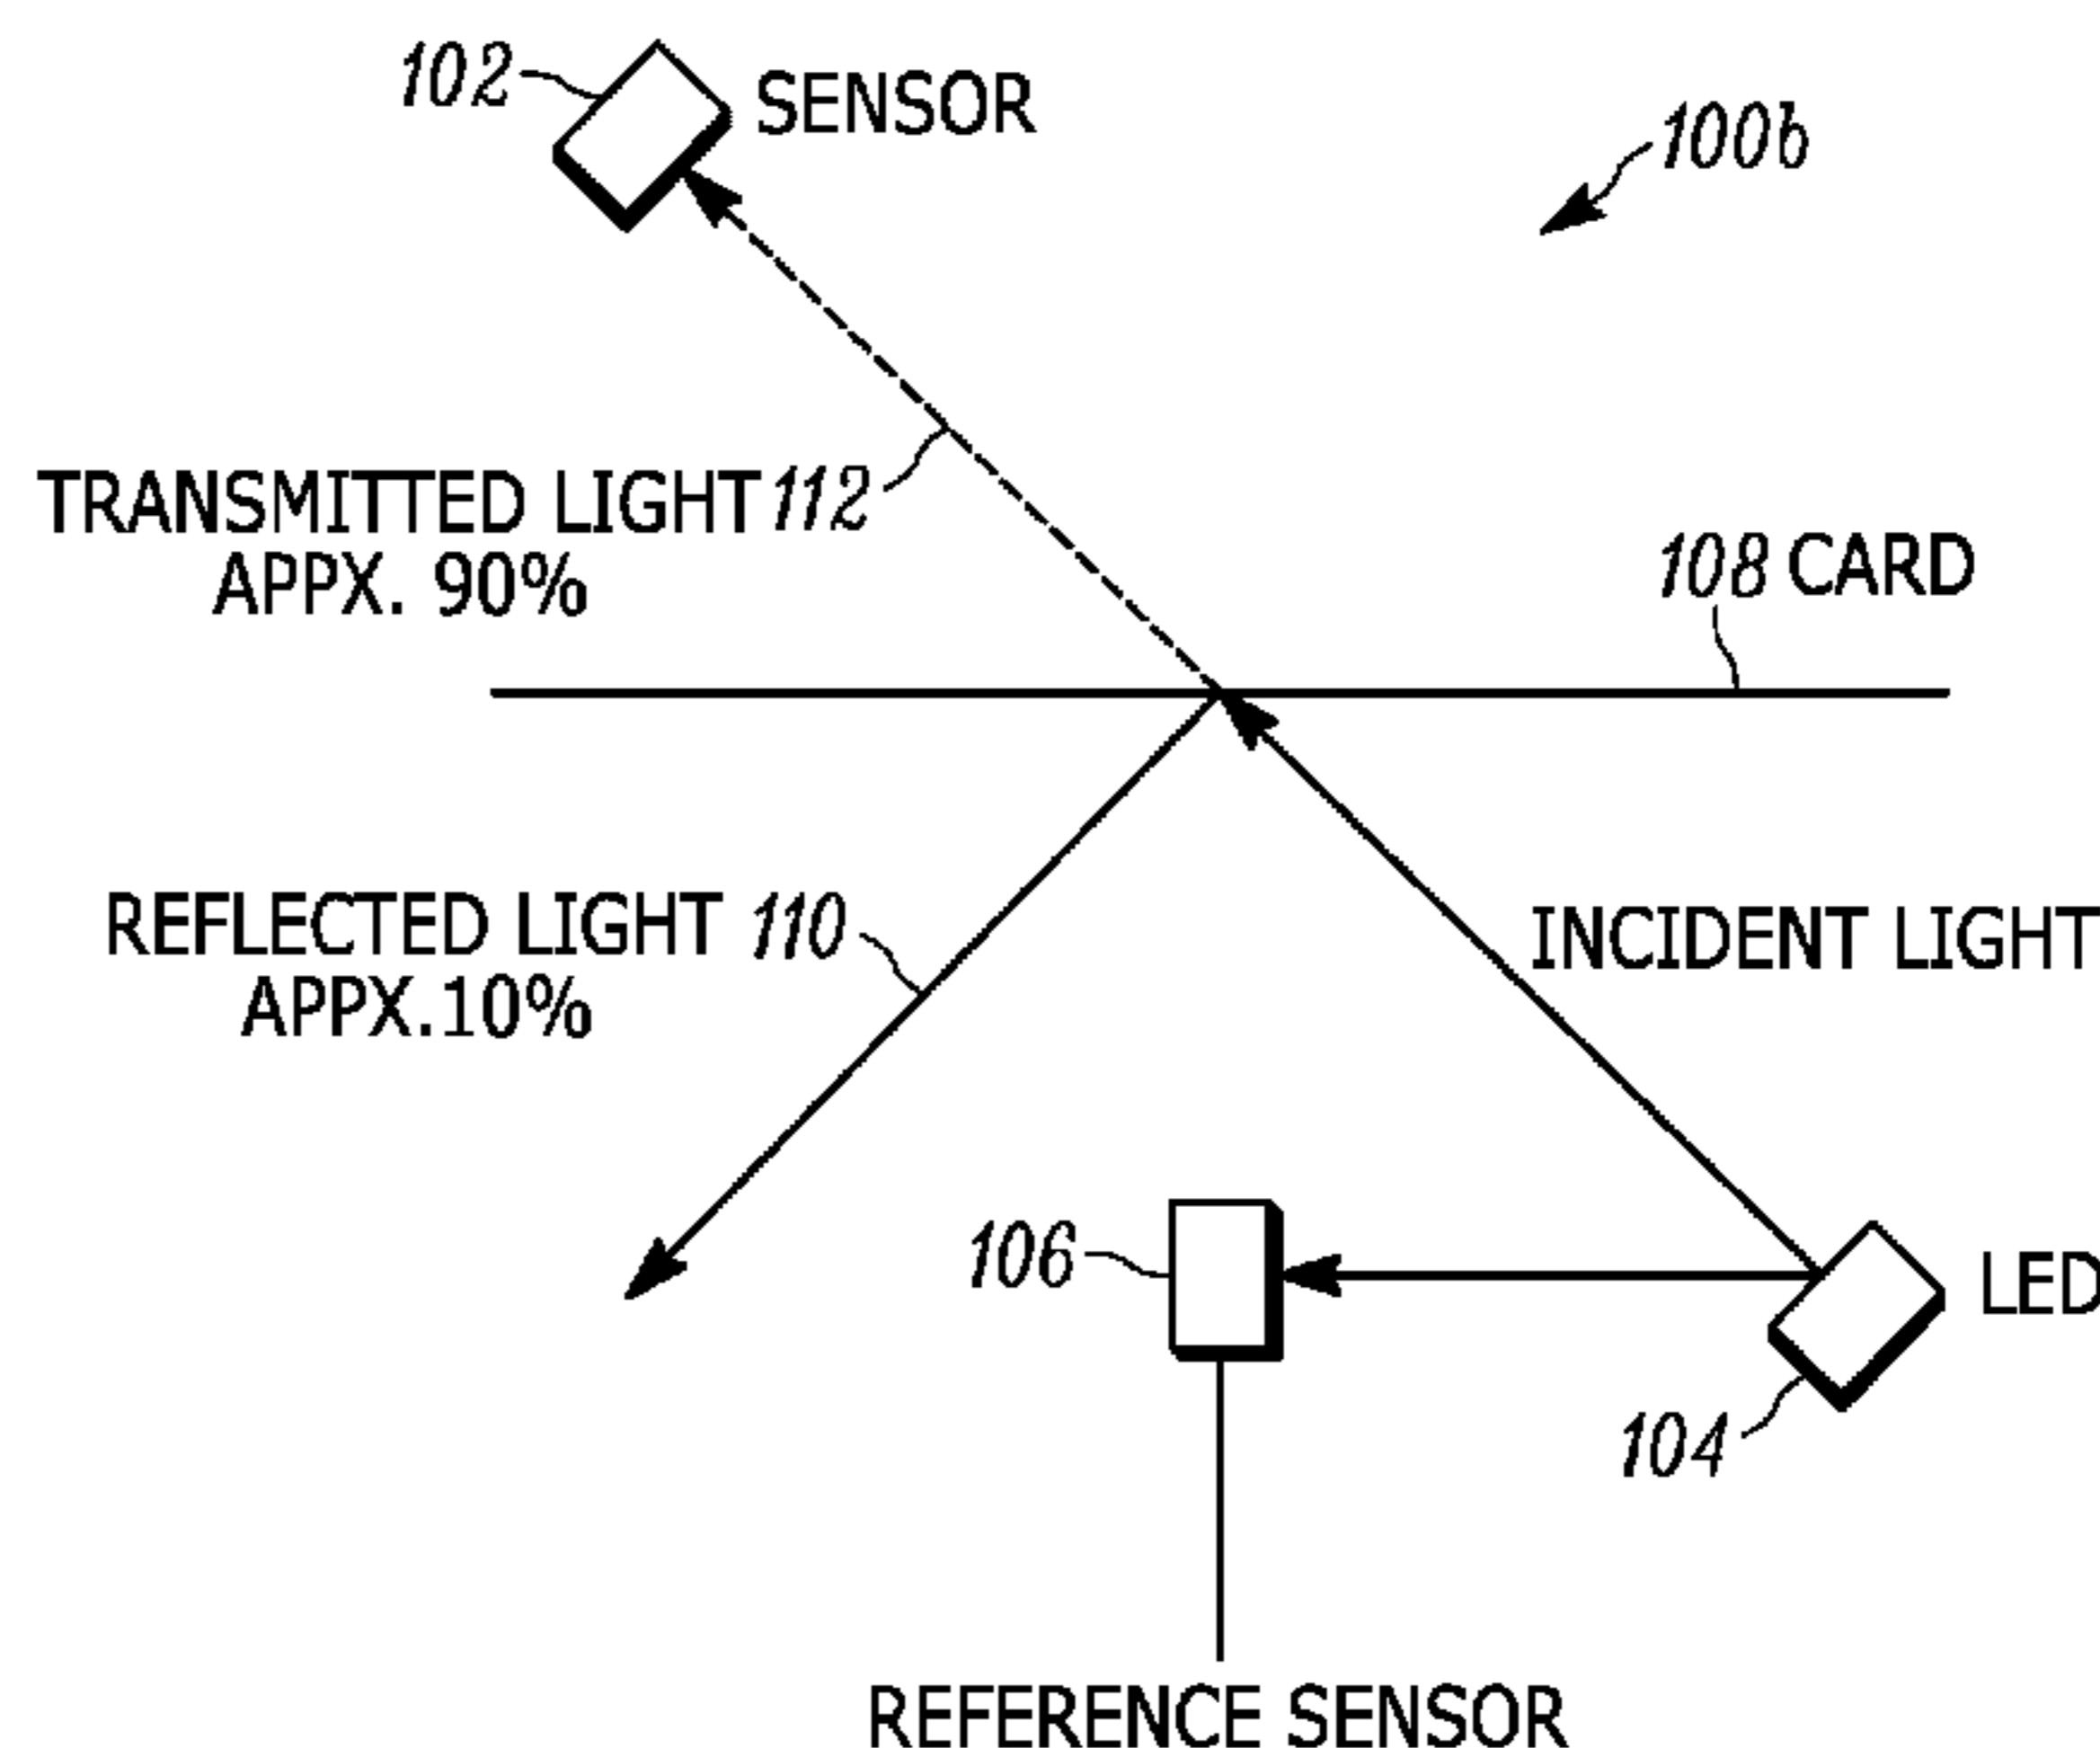 102 SENSOR
100b
TRANSMITTED LIGHT 112
APPX. 90%
108 CARD
REFLECTED LIGHT 110
APPX.10%
INCIDENT LIGHT
106
LED
104
REFERENCE SENSOR